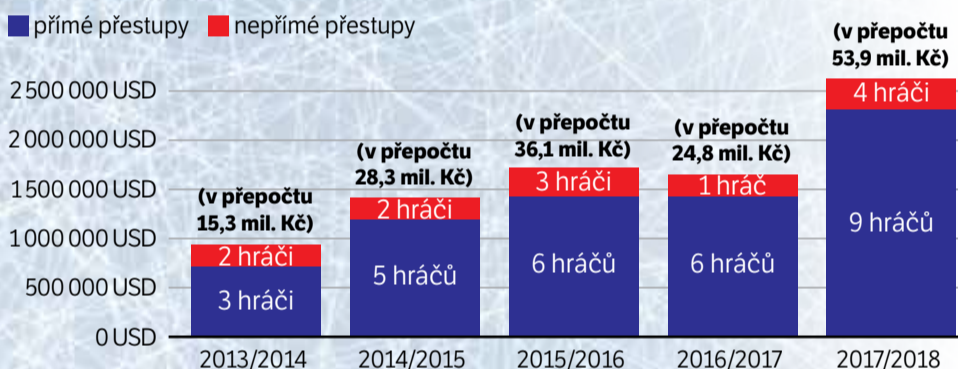 přímé přestupy
nepřímé přestupy
(v přepočtu
53,9 mil. Kč)
2 500 000 USD
4 hráči
2 000 000 USD
(v přepočtu
36,1 mil. Kč)
(v přepočtu
24,8 mil. Kč)
(v přepočtu
28,3 mil. Kč)
1 500 000 USD
3 hráči
1 hráč
(v přepočtu
15,3 mil. Kč)
2 hráči
9 hráčů
1 000 000 USD
2 hráči
5 hráčů
6 hráčů
6 hráčů
500 000 USD
3 hráči
0 USD
2013/2014
2014/2015
2015/2016
2016/2017
2017/2018